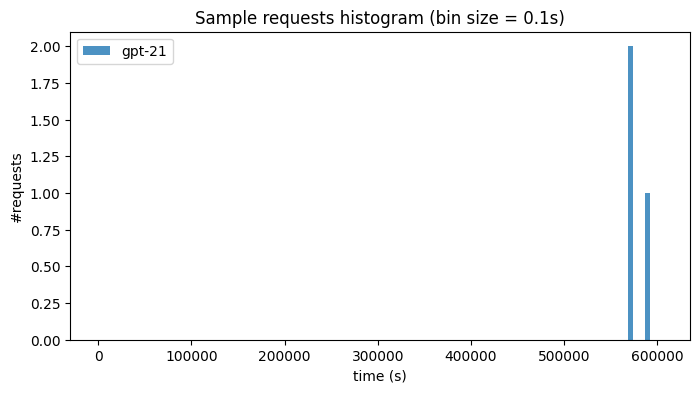 Sample requests histogram (bin size = 0.1s)
gpt-21
2.00
1.75
1.50
1.25
1.00
0.75
0.50
0.25
0.00
#requests
0 100000 200000 300000 400000 500000 600000
time (s)